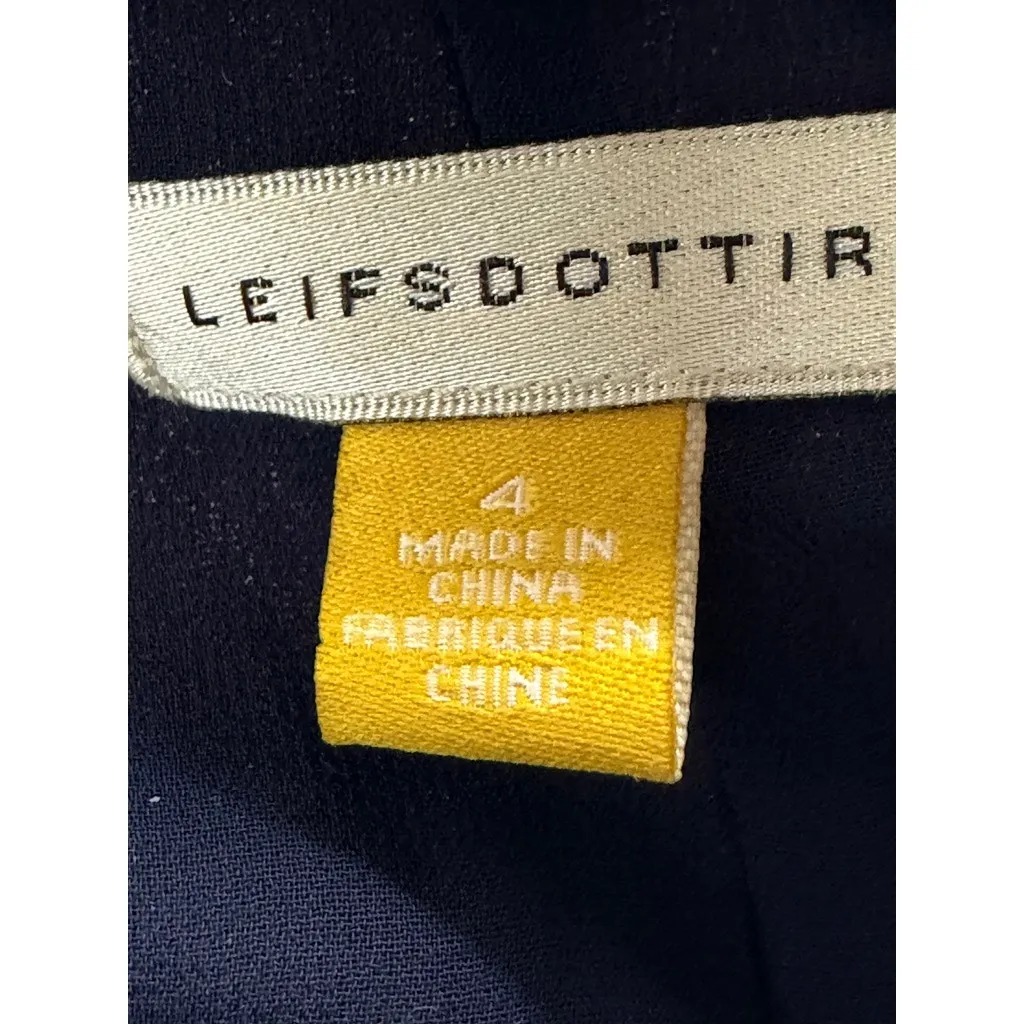 LEIFSDOTTIR
4
MADE IN
CHINA
FABRIQUE EN
CHINE